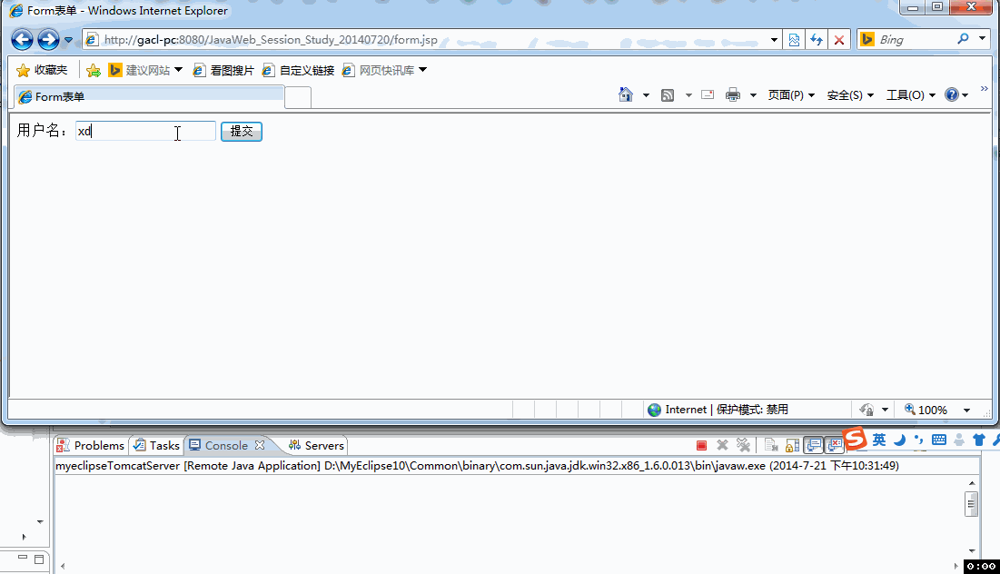 Form表单 - Windows Internet Explorer
http://gacl-pc:8080/JavaWeb_Session_Study_20140720/form.jsp
Bing
收藏夹 建议网站 看图搜片 自定义链接 网页快讯库
Form表单 页面(P) 安全(S) 工具(O)
用户名： xd 提交
Internet | 保护模式: 禁用 100%
Problems Tasks Console Servers
英
myeclipseTomcatServer [Remote Java Application] D:\MyEclipse10\Common\binary\com.sun.java.jdk.win32.x86_1.6.0.013\bin\javaw.exe (2014-7-21 下午10:31:49)
0:00